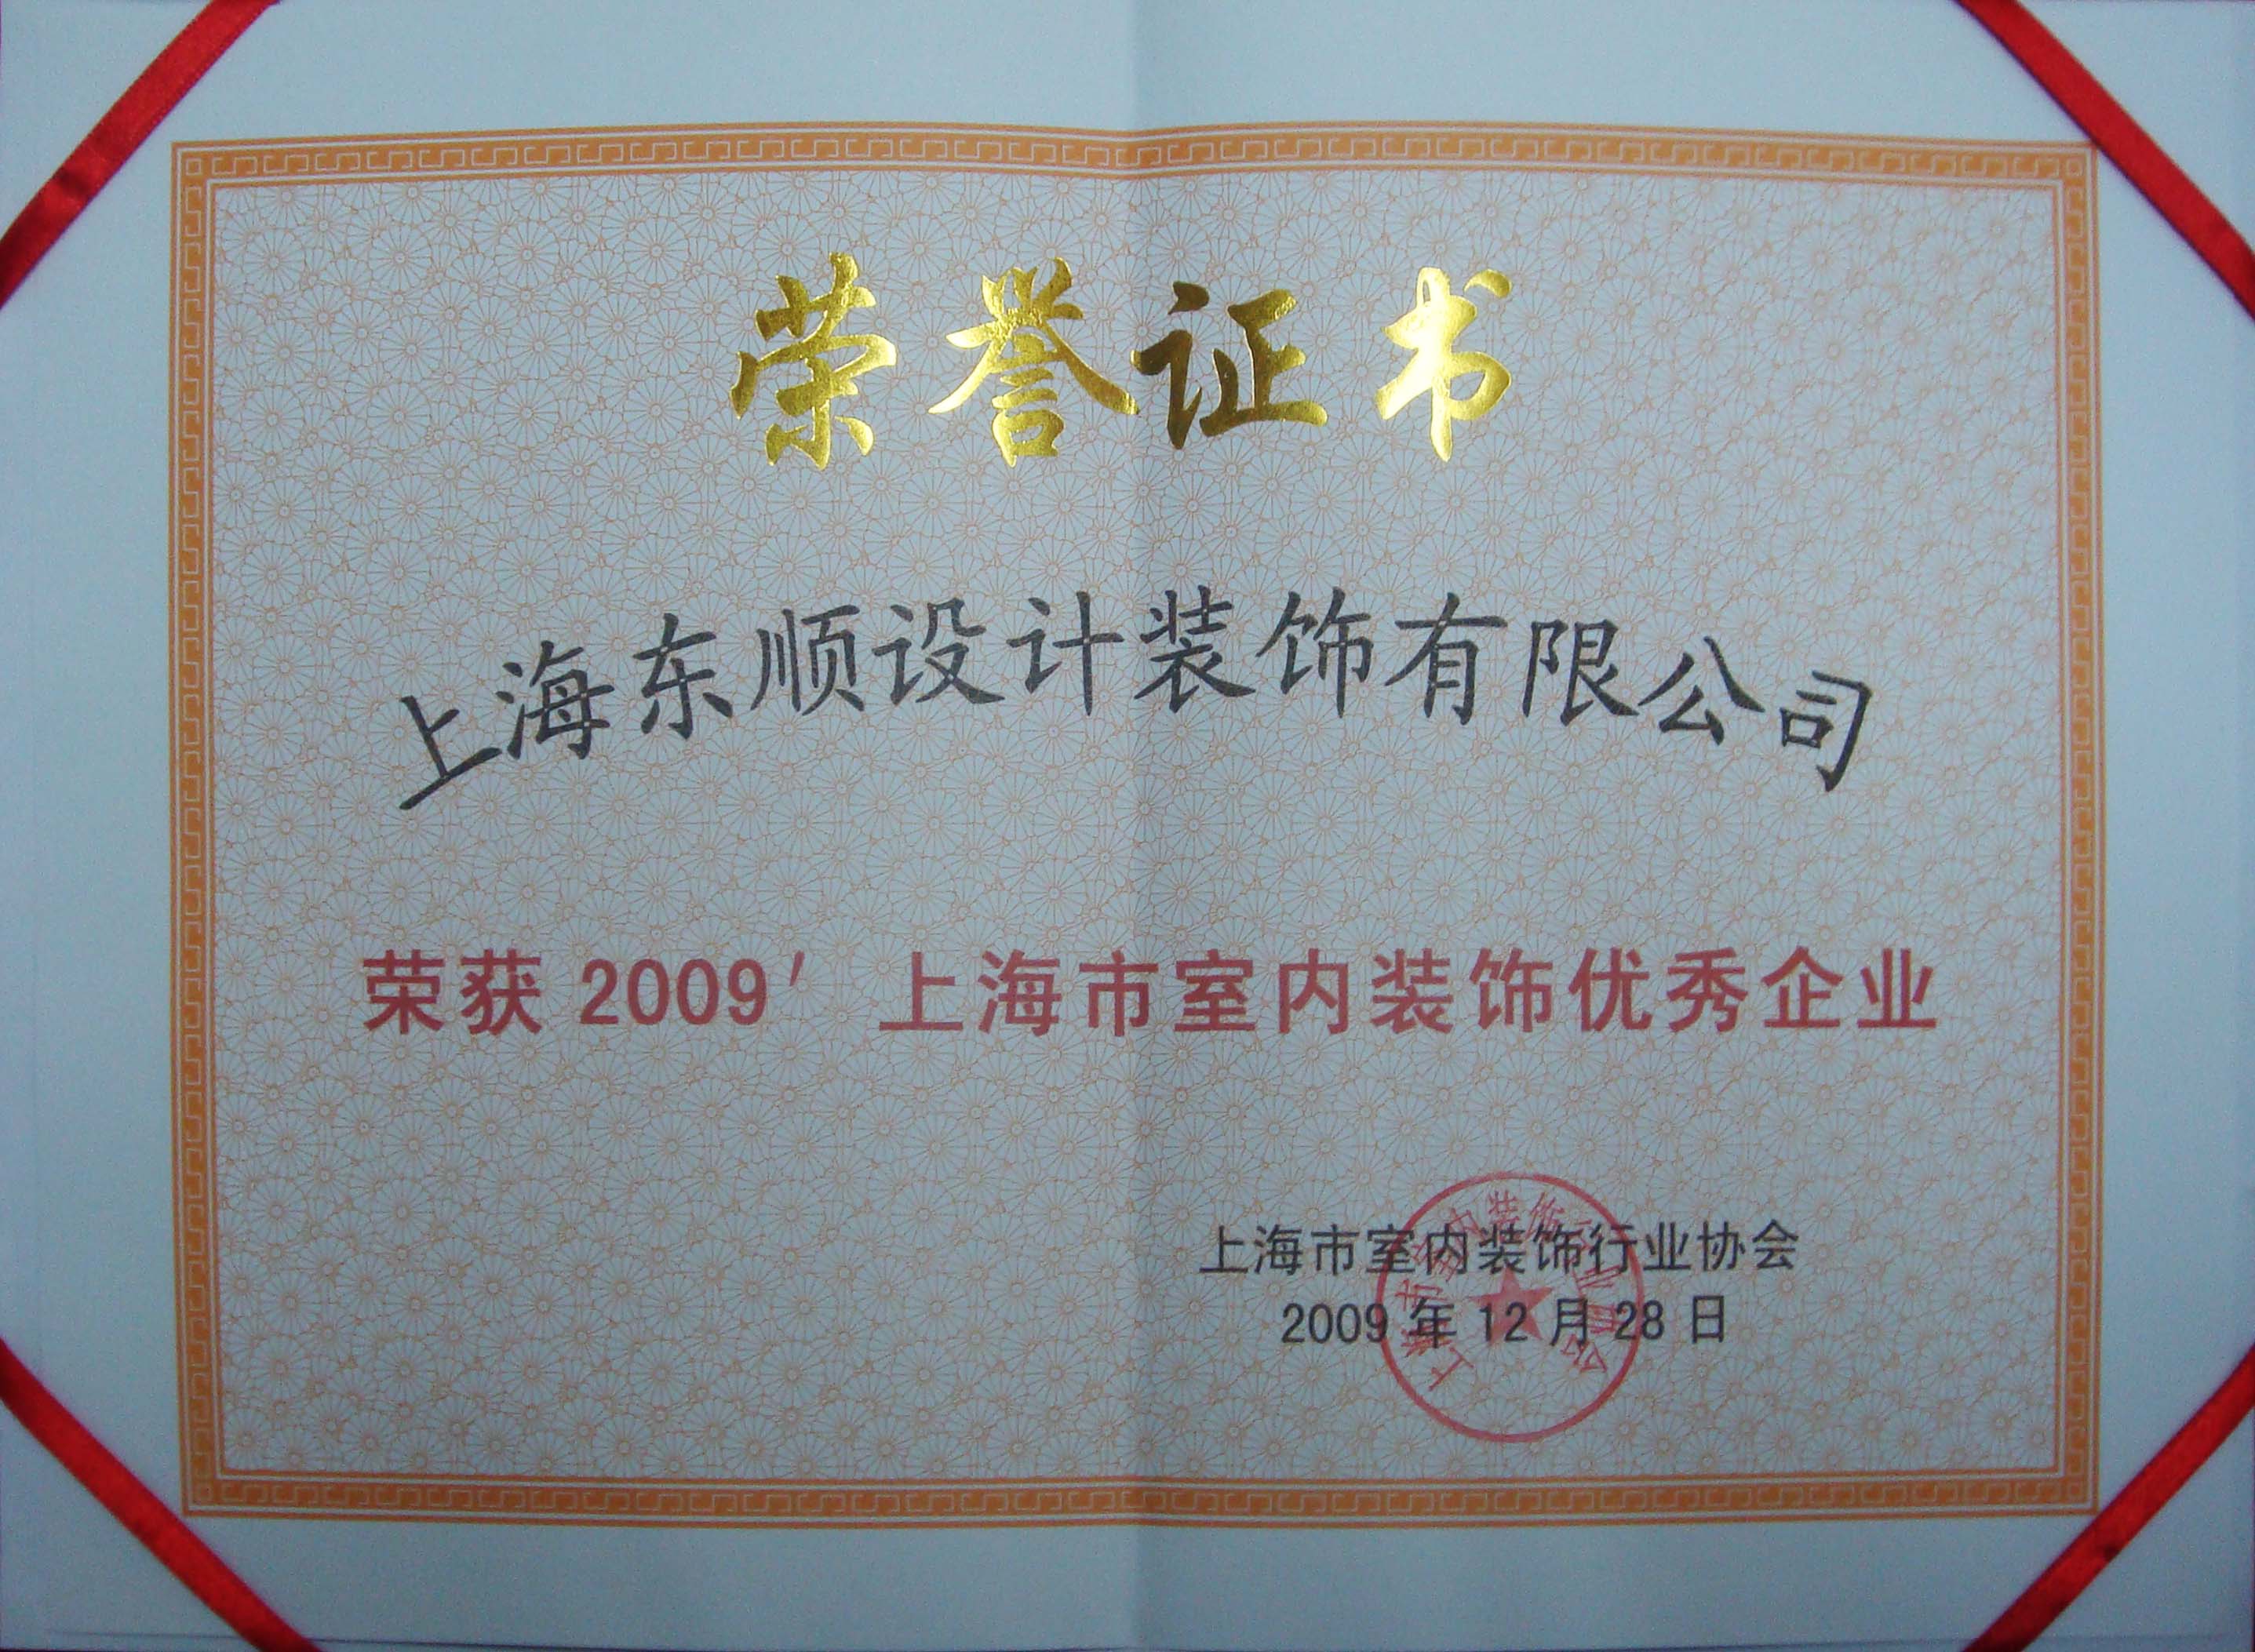 荣誉证书
上海东顺设计装饰有限公司
荣获 2009′ 上海市室内装饰优秀企业
上海市室内装饰行业协会
2009 年 12 月 28 日